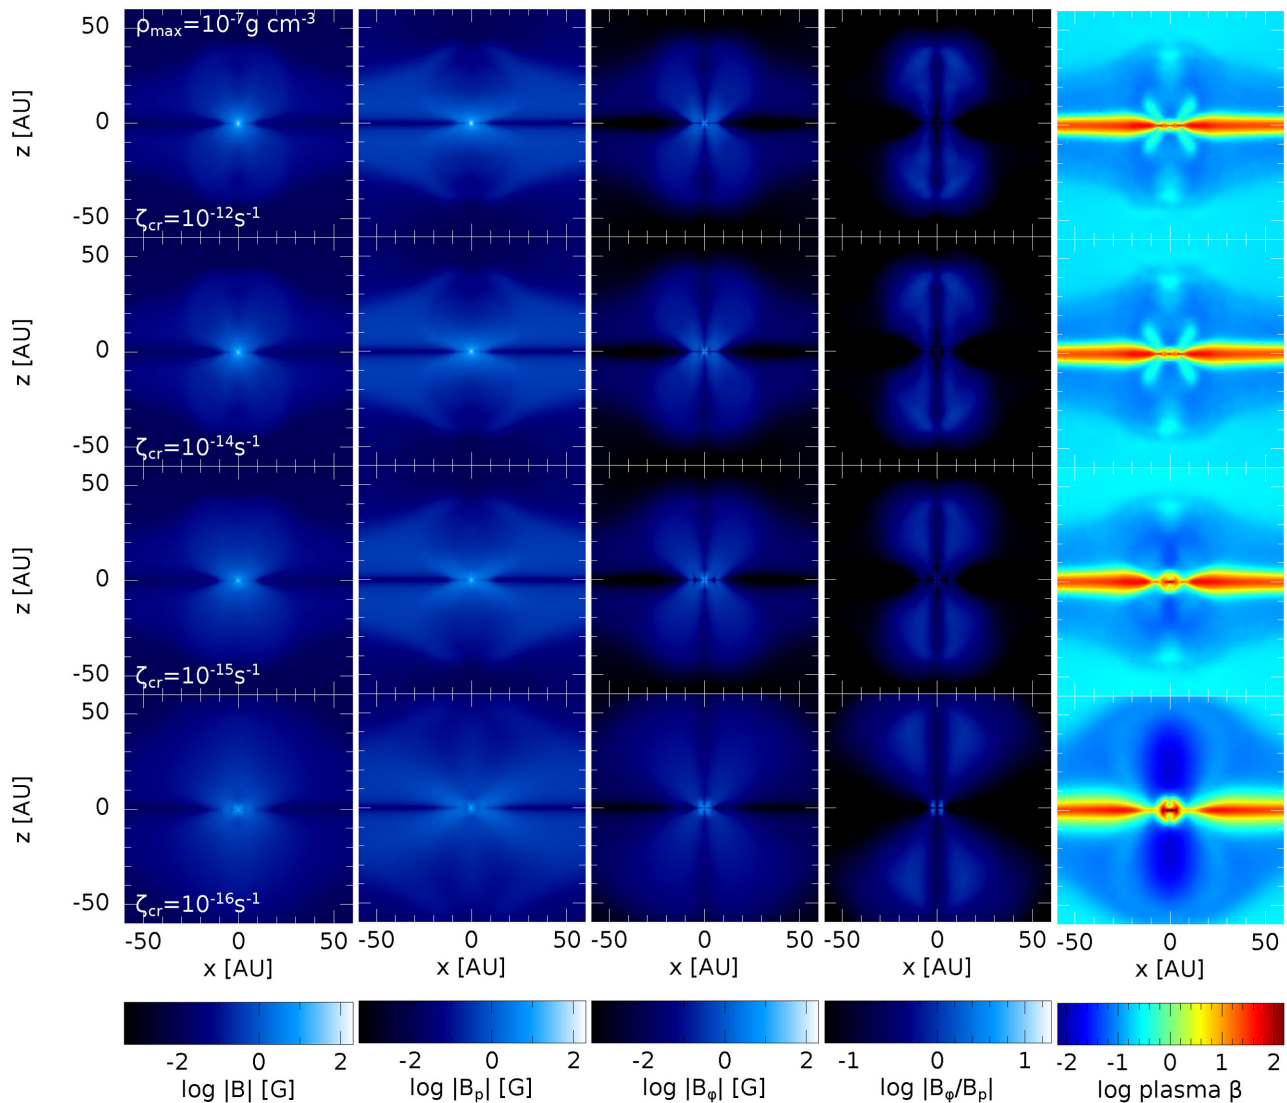 ρmax=10-7g cm-3
50
z [AU]
0
-50
ζcr=10-12s-1
50
z [AU]
0
-50
ζcr=10-14s-1
50
z [AU]
0
-50
ζcr=10-15s-1
50
z [AU]
0
-50
ζcr=10-16s-1
-50 0 50 -50 0 50 -50 0 50 -50 0 50 -50 0 50
x [AU] x [AU] x [AU] x [AU] x [AU]
-2 0 2 -2 0 2 -2 0 2 -1 0 1 -2 -1 0 1 2
log |B| [G] log |Bp| [G] log |Bφ| [G] log |Bφ/Bp| log plasma β